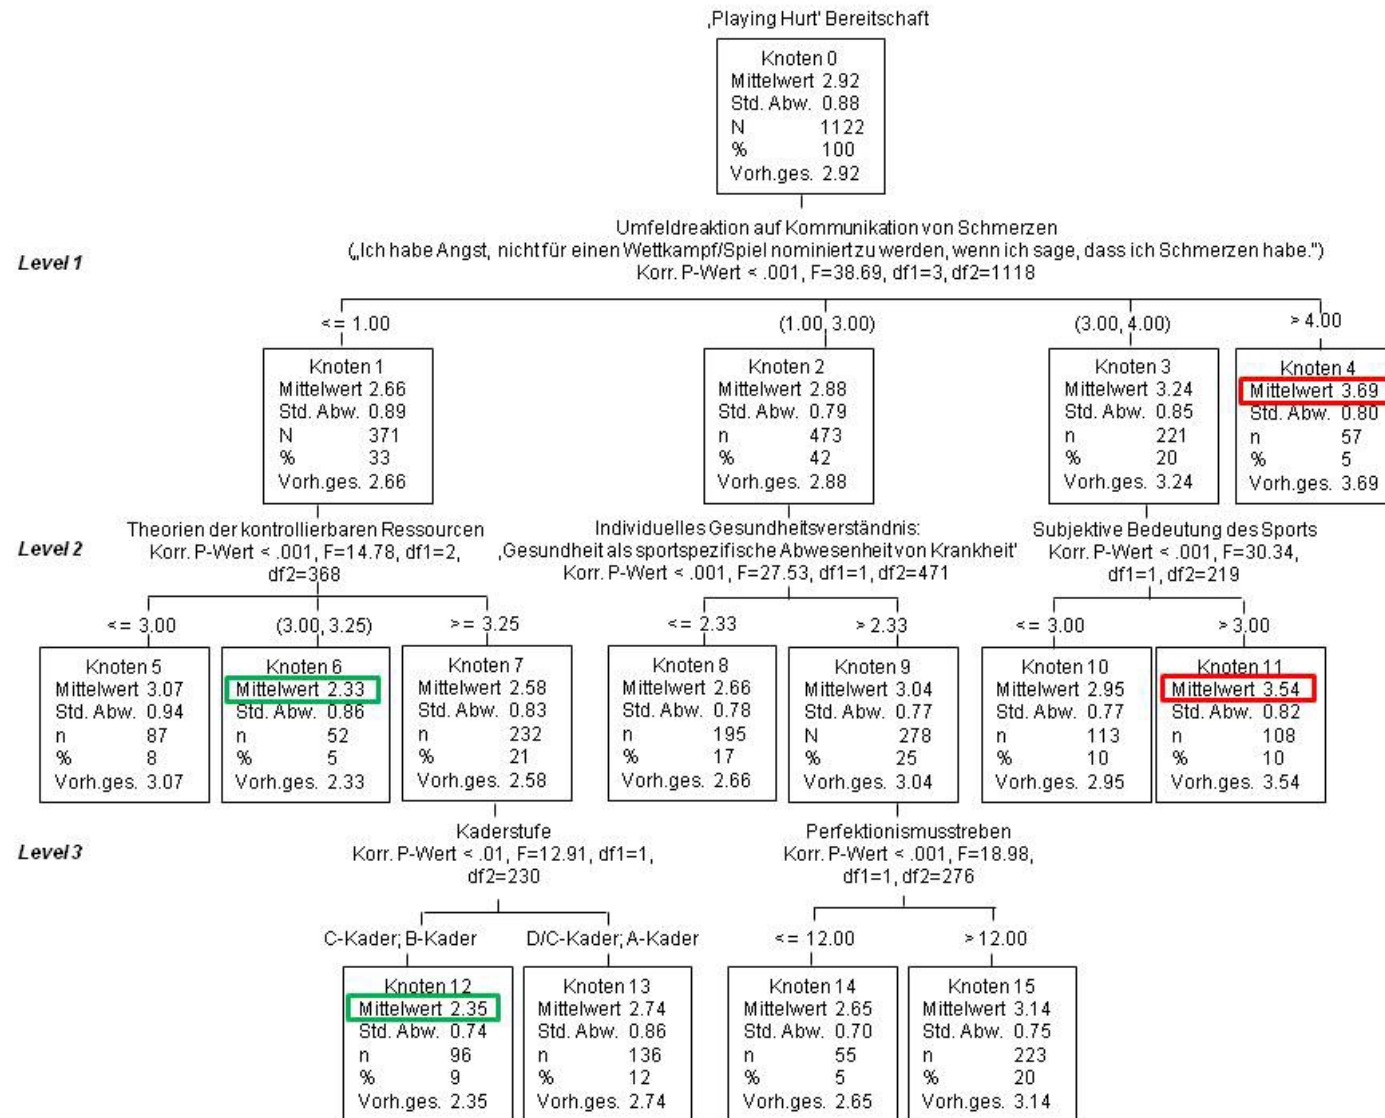 ‚Playing Hurt' Bereitschaft
Knoten 0
Mittelwert 2.92
Std. Abw. 0.88
N 1122
% 100
Vorh.ges. 2.92
Level 1
Umfeldreaktion auf Kommunikation von Schmerzen
(„Ich habe Angst, nicht für einen Wettkampf/Spiel nominiert zu werden, wenn ich sage, dass ich Schmerzen habe.")
Korr. P-Wert < .001, F=38.69, df1=3, df2=1118
<= 1.00
(1.00, 3.00)
(3.00, 4.00)
> 4.00
Knoten 1
Mittelwert 2.66
Std. Abw. 0.89
N 371
% 33
Vorh.ges. 2.66
Knoten 2
Mittelwert 2.88
Std. Abw. 0.79
n 473
% 42
Vorh.ges. 2.88
Knoten 3
Mittelwert 3.24
Std. Abw. 0.85
n 221
% 20
Vorh.ges. 3.24
Knoten 4
Mittelwert 3.69
Std. Abw. 0.80
n 57
% 5
Vorh.ges. 3.69
Level 2
Theorien der kontrollierbaren Ressourcen
Korr. P-Wert < .001, F=14.78, df1=2,
df2=368
Individuelles Gesundheitsverständnis:
‚Gesundheit als sportspezifische Abwesenheit von Krankheit'
Korr. P-Wert < .001, F=27.53, df1=1, df2=471
Subjektive Bedeutung des Sports
Korr. P-Wert < .001, F=30.34,
df1=1, df2=219
<= 3.00
(3.00, 3.25)
>= 3.25
<= 2.33
> 2.33
<= 3.00
> 3.00
Knoten 5
Mittelwert 3.07
Std. Abw. 0.94
n 87
% 8
Vorh.ges. 3.07
Knoten 6
Mittelwert 2.33
Std. Abw. 0.86
n 52
% 5
Vorh.ges. 2.33
Knoten 7
Mittelwert 2.58
Std. Abw. 0.83
n 232
% 21
Vorh.ges. 2.58
Knoten 8
Mittelwert 2.66
Std. Abw. 0.78
n 195
% 17
Vorh.ges. 2.66
Knoten 9
Mittelwert 3.04
Std. Abw. 0.77
N 278
% 25
Vorh.ges. 3.04
Knoten 10
Mittelwert 2.95
Std. Abw. 0.77
n 113
% 10
Vorh.ges. 2.95
Knoten 11
Mittelwert 3.54
Std. Abw. 0.82
n 108
% 10
Vorh.ges. 3.54
Level 3
Kaderstufe
Korr. P-Wert < .01, F=12.91, df1=1,
df2=230
Perfektionismusstreben
Korr. P-Wert < .001, F=18.98,
df1=1, df2=276
C-Kader; B-Kader
D/C-Kader; A-Kader
<= 12.00
> 12.00
Knoten 12
Mittelwert 2.35
Std. Abw. 0.74
n 96
% 9
Vorh.ges. 2.35
Knoten 13
Mittelwert 2.74
Std. Abw. 0.86
n 136
% 12
Vorh.ges. 2.74
Knoten 14
Mittelwert 2.65
Std. Abw. 0.70
n 55
% 5
Vorh.ges. 2.65
Knoten 15
Mittelwert 3.14
Std. Abw. 0.75
n 223
% 20
Vorh.ges. 3.14